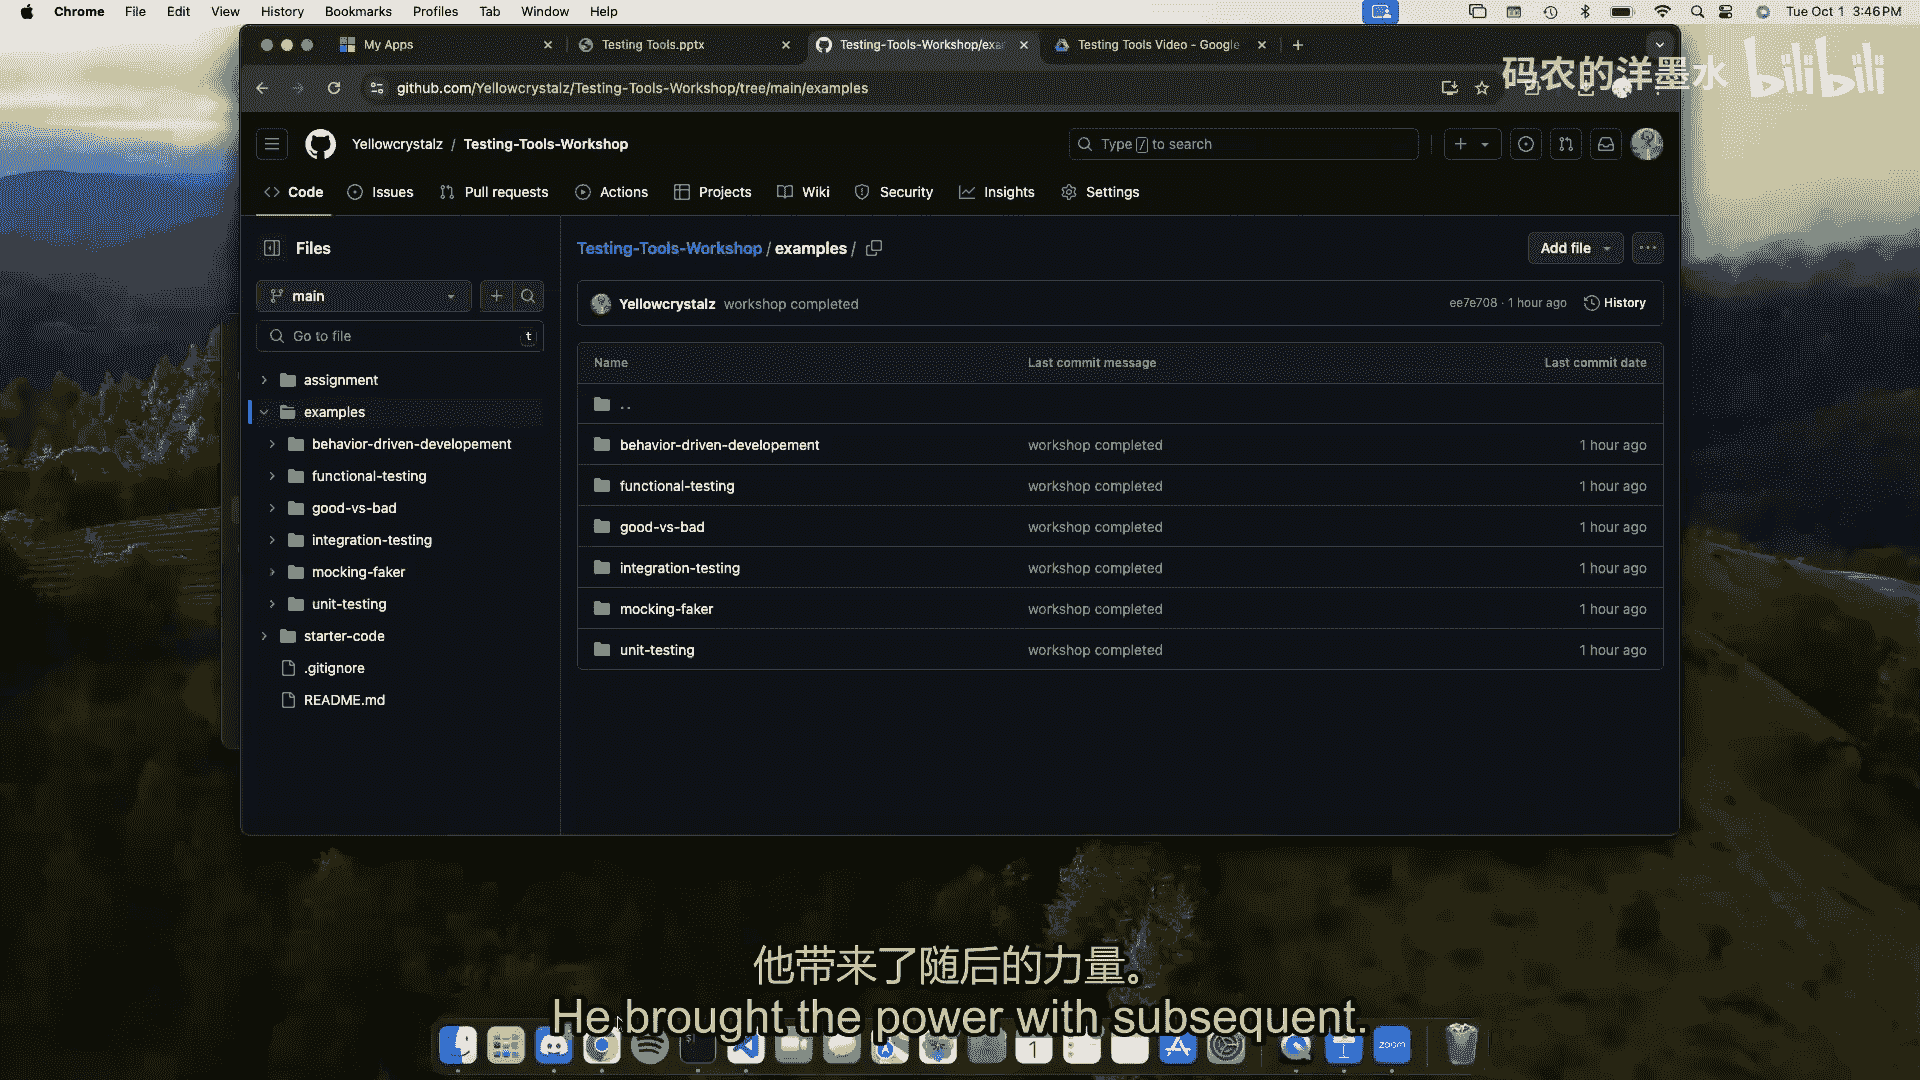 Chrome File Edit View History Bookmarks Profiles Tab Window Help Tue Oct 1 3:46 PM
My Apps Testing Tools.pptx Testing-Tools-Workshop/exa Testing Tools Video - Google
码农的洋墨水 bilibili
github.com/Yellowcrystalz/Testing-Tools-Workshop/tree/main/examples
Yellowcrystalz / Testing-Tools-Workshop Type / to search
Code Issues Pull requests Actions Projects Wiki Security Insights Settings
Files
main
Go to file t
assignment
examples
behavior-driven-developement
functional-testing
good-vs-bad
integration-testing
mocking-faker
unit-testing
starter-code
.gitignore
README.md
Testing-Tools-Workshop / examples / Add file
Yellowcrystalz workshop completed ee7e708 · 1 hour ago History
Name Last commit message Last commit date
..
behavior-driven-developement workshop completed 1 hour ago
functional-testing workshop completed 1 hour ago
good-vs-bad workshop completed 1 hour ago
integration-testing workshop completed 1 hour ago
mocking-faker workshop completed 1 hour ago
unit-testing workshop completed 1 hour ago
他带来了随后的力量。
He brought the power with subsequent.
1 zoom